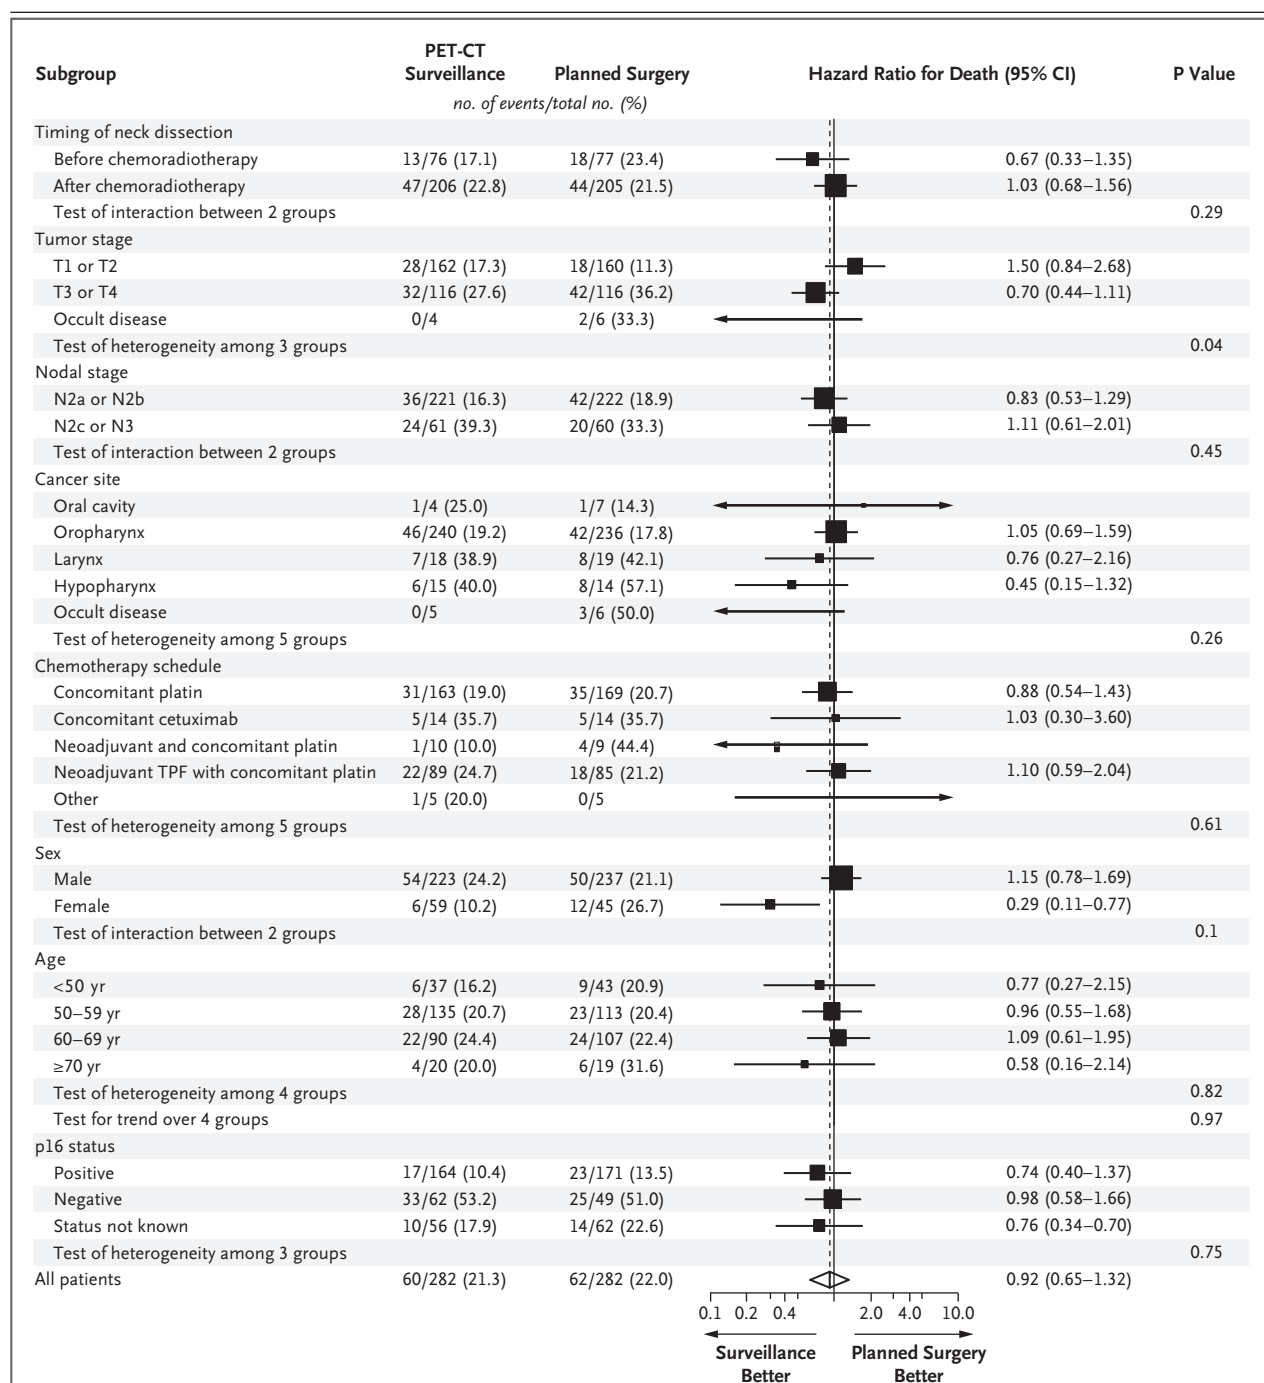 PET-CT
Subgroup Surveillance Planned Surgery Hazard Ratio for Death (95% CI) P Value
no. of events/total no. (%)
Timing of neck dissection
Before chemoradiotherapy 13/76 (17.1) 18/77 (23.4) 0.67 (0.33–1.35)
After chemoradiotherapy 47/206 (22.8) 44/205 (21.5) 1.03 (0.68–1.56)
Test of interaction between 2 groups 0.29
Tumor stage
T1 or T2 28/162 (17.3) 18/160 (11.3) 1.50 (0.84–2.68)
T3 or T4 32/116 (27.6) 42/116 (36.2) 0.70 (0.44–1.11)
Occult disease 0/4 2/6 (33.3)
Test of heterogeneity among 3 groups 0.04
Nodal stage
N2a or N2b 36/221 (16.3) 42/222 (18.9) 0.83 (0.53–1.29)
N2c or N3 24/61 (39.3) 20/60 (33.3) 1.11 (0.61–2.01)
Test of interaction between 2 groups 0.45
Cancer site
Oral cavity 1/4 (25.0) 1/7 (14.3)
Oropharynx 46/240 (19.2) 42/236 (17.8) 1.05 (0.69–1.59)
Larynx 7/18 (38.9) 8/19 (42.1) 0.76 (0.27–2.16)
Hypopharynx 6/15 (40.0) 8/14 (57.1) 0.45 (0.15–1.32)
Occult disease 0/5 3/6 (50.0)
Test of heterogeneity among 5 groups 0.26
Chemotherapy schedule
Concomitant platin 31/163 (19.0) 35/169 (20.7) 0.88 (0.54–1.43)
Concomitant cetuximab 5/14 (35.7) 5/14 (35.7) 1.03 (0.30–3.60)
Neoadjuvant and concomitant platin 1/10 (10.0) 4/9 (44.4)
Neoadjuvant TPF with concomitant platin 22/89 (24.7) 18/85 (21.2) 1.10 (0.59–2.04)
Other 1/5 (20.0) 0/5
Test of heterogeneity among 5 groups 0.61
Sex
Male 54/223 (24.2) 50/237 (21.1) 1.15 (0.78–1.69)
Female 6/59 (10.2) 12/45 (26.7) 0.29 (0.11–0.77)
Test of interaction between 2 groups 0.1
Age
<50 yr 6/37 (16.2) 9/43 (20.9) 0.77 (0.27–2.15)
50–59 yr 28/135 (20.7) 23/113 (20.4) 0.96 (0.55–1.68)
60–69 yr 22/90 (24.4) 24/107 (22.4) 1.09 (0.61–1.95)
≥70 yr 4/20 (20.0) 6/19 (31.6) 0.58 (0.16–2.14)
Test of heterogeneity among 4 groups 0.82
Test for trend over 4 groups 0.97
p16 status
Positive 17/164 (10.4) 23/171 (13.5) 0.74 (0.40–1.37)
Negative 33/62 (53.2) 25/49 (51.0) 0.98 (0.58–1.66)
Status not known 10/56 (17.9) 14/62 (22.6) 0.76 (0.34–0.70)
Test of heterogeneity among 3 groups 0.75
All patients 60/282 (21.3) 62/282 (22.0) 0.92 (0.65–1.32)
0.1 0.2 0.4 2.0 4.0 10.0
Surveillance Planned Surgery
Better Better